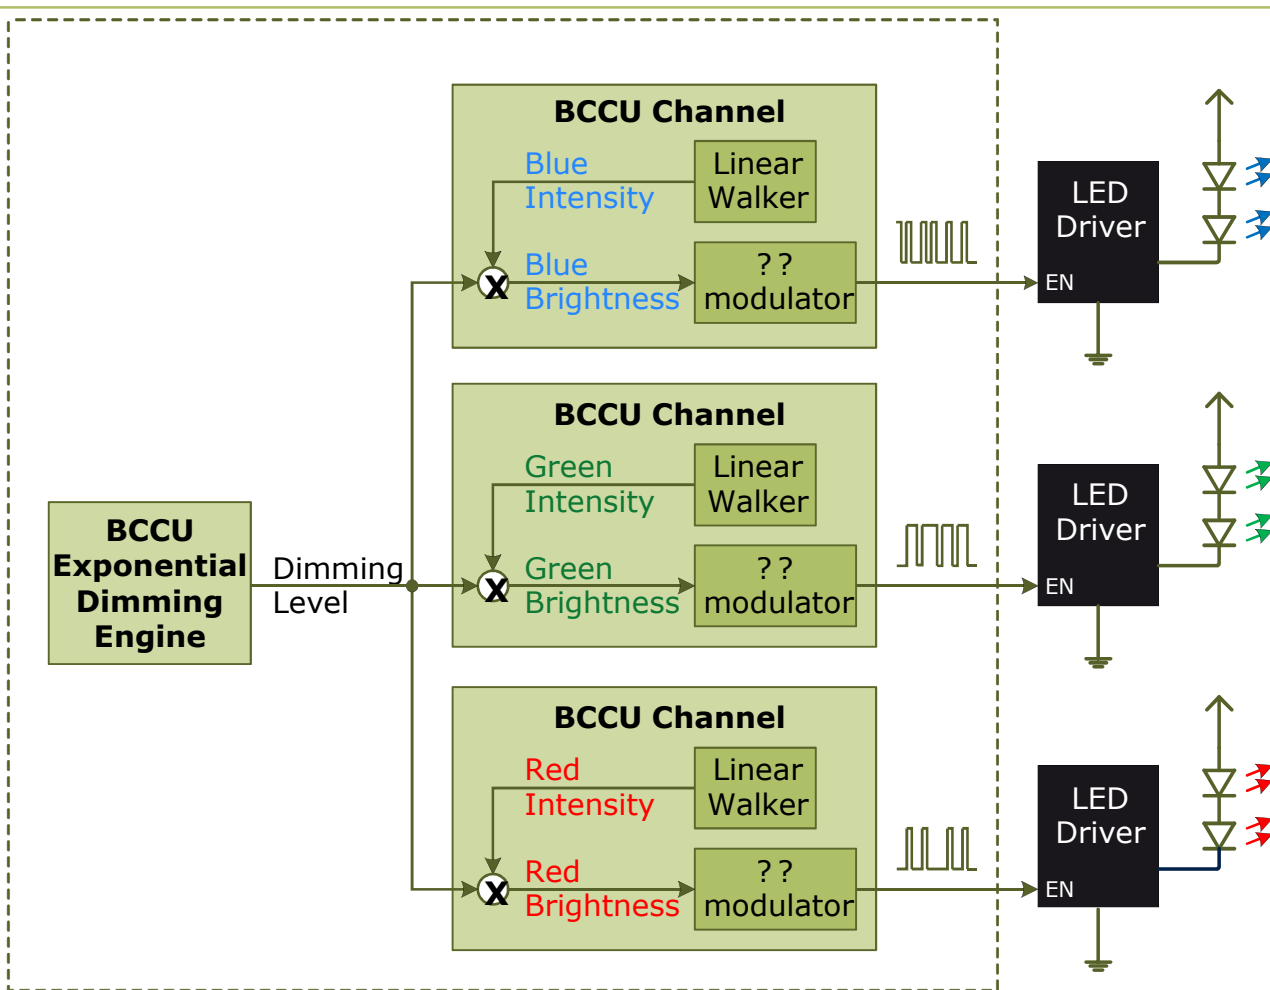 BCCU Channel
Blue
Intensity
Linear
Walker
Blue
Brightness
X
??
modulator
LED
Driver
EN
BCCU Channel
Green
Intensity
Linear
Walker
Green
Brightness
X
??
modulator
LED
Driver
EN
BCCU
Exponential
Dimming
Engine
Dimming
Level
BCCU Channel
Red
Intensity
Linear
Walker
Red
Brightness
X
??
modulator
LED
Driver
EN